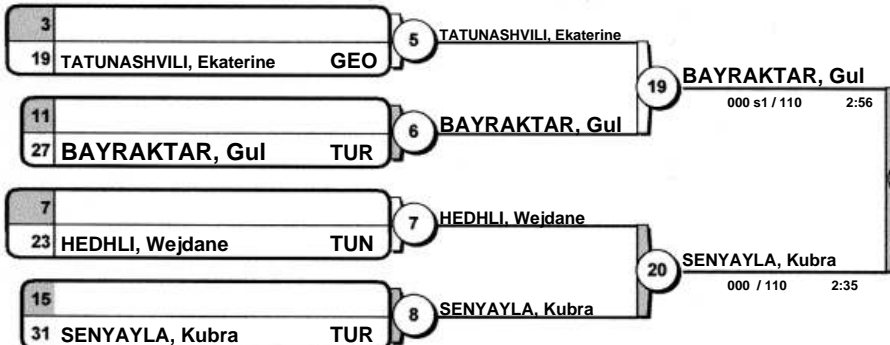 3
19 TATUNASHVILI, Ekaterine GEO
5
TATUNASHVILI, Ekaterine
11
27 BAYRAKTAR, Gul TUR
6
BAYRAKTAR, Gul
19
BAYRAKTAR, Gul
000 s1 / 110 2:56
7
23 HEDHLI, Wejdane TUN
7
HEDHLI, Wejdane
15
31 SENYAYLA, Kubra TUR
8
SENYAYLA, Kubra
20
SENYAYLA, Kubra
000 / 110 2:35